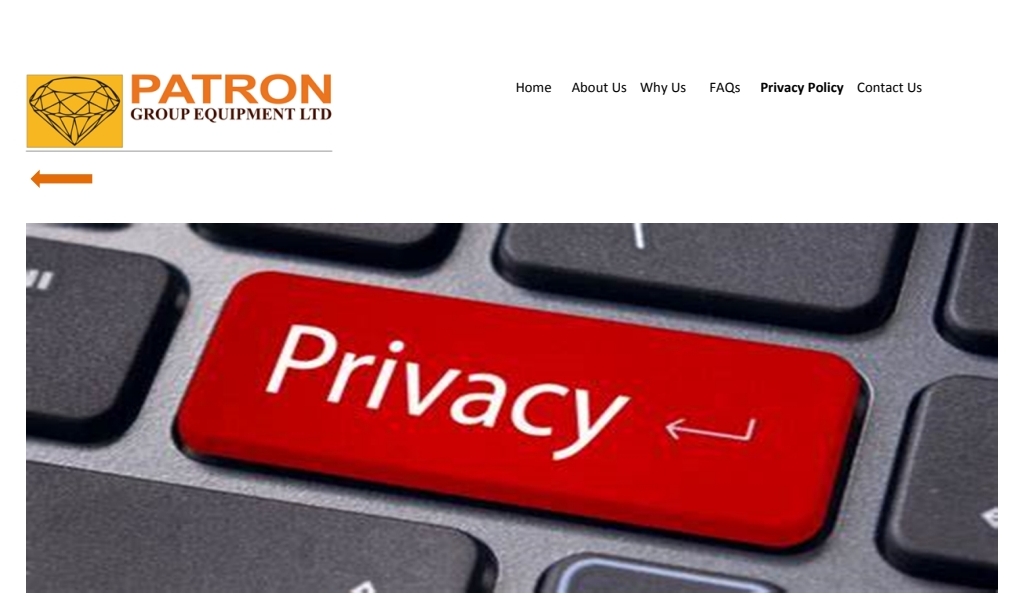 PATRON
GROUP EQUIPMENT LTD
Home About Us Why Us FAQs Privacy Policy Contact Us
Privacy